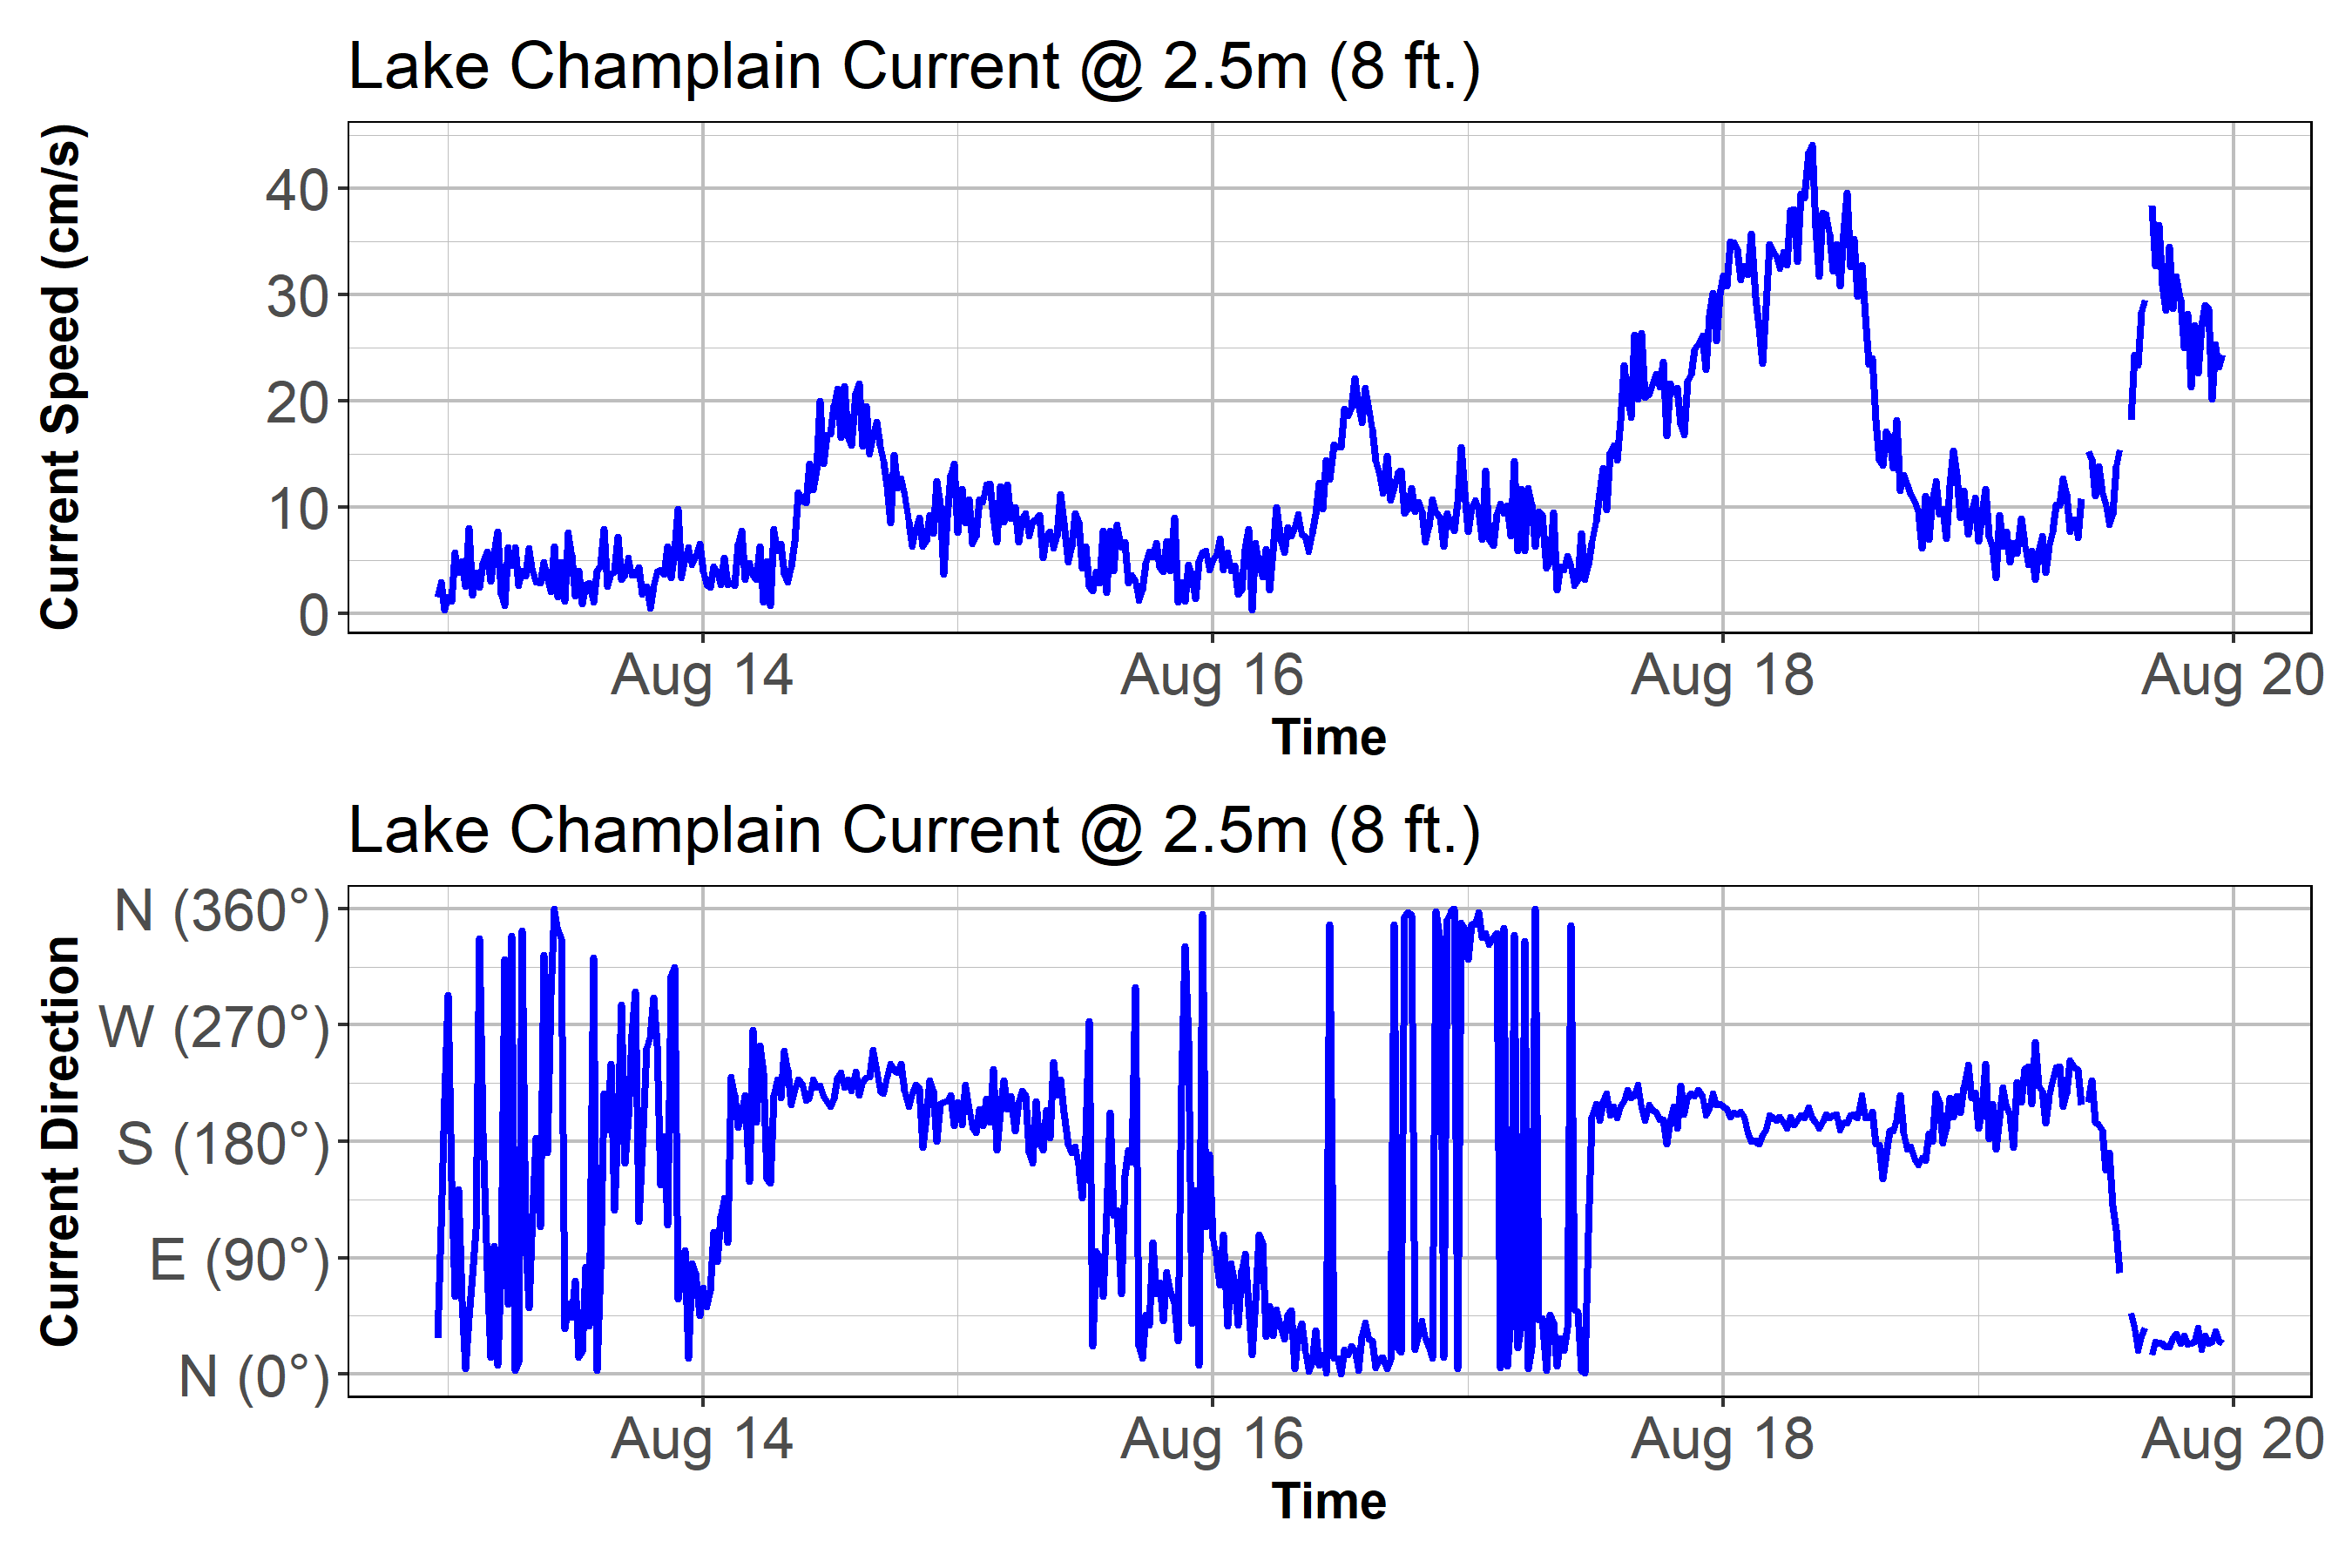 Lake Champlain Current @ 2.5m (8 ft.)
Current Speed (cm/s)
40
30
20
10
0
Aug 14 Aug 16 Aug 18 Aug 20
Time
Lake Champlain Current @ 2.5m (8 ft.)
Current Direction
N (360°)
W (270°)
S (180°)
E (90°)
N (0°)
Aug 14 Aug 16 Aug 18 Aug 20
Time